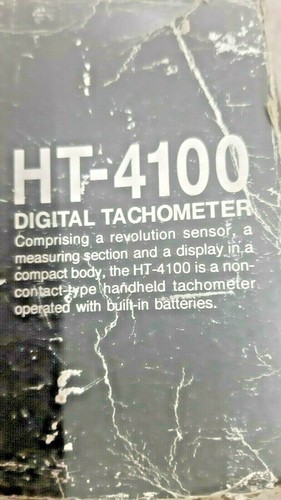 HT-4100
DIGITAL TACHOMETER
Comprising a revolution sensor, a
measuring section and a display in a
compact body, the HT-4100 is a non-
contact-type handheld tachometer
operated with built-in batteries.